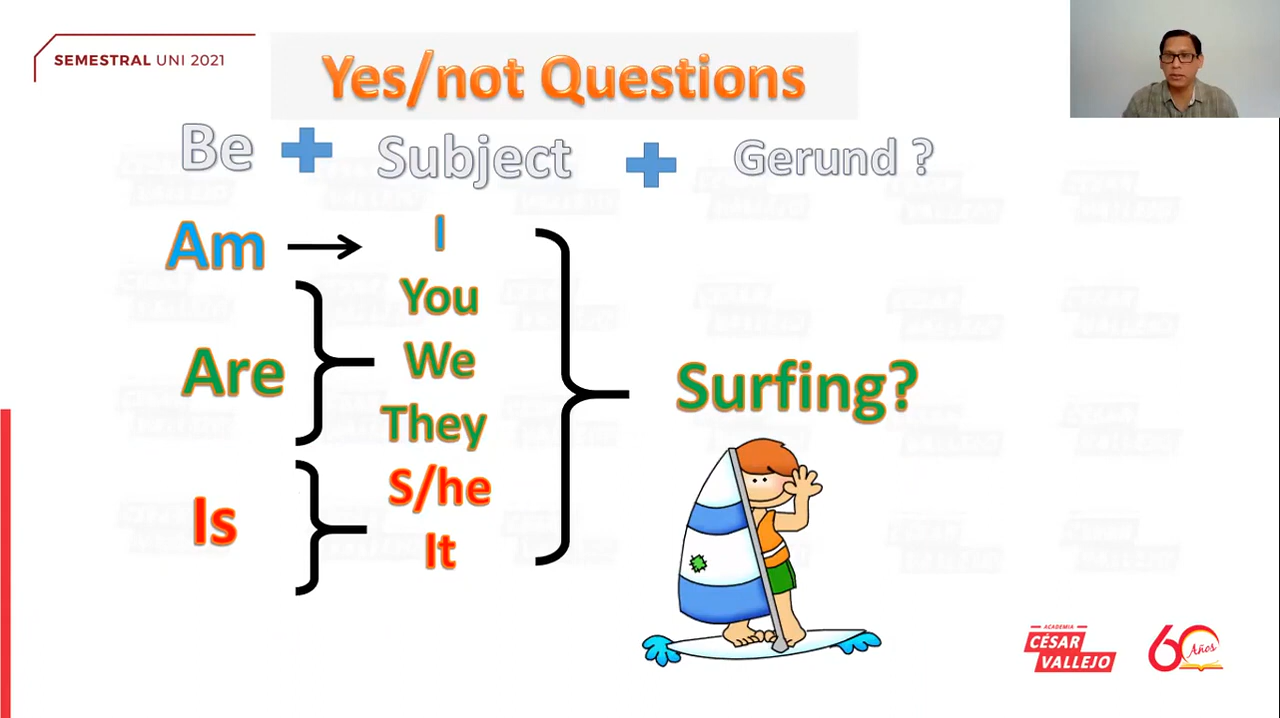 SEMESTRAL UNI 2021
Yes/not Questions
Be + Subject + Gerund ?
Am
I
You
Are
We
They
S/he
Is
It
Surfing?
ACADEMIA
CÉSAR
VALLEJO
60 Años